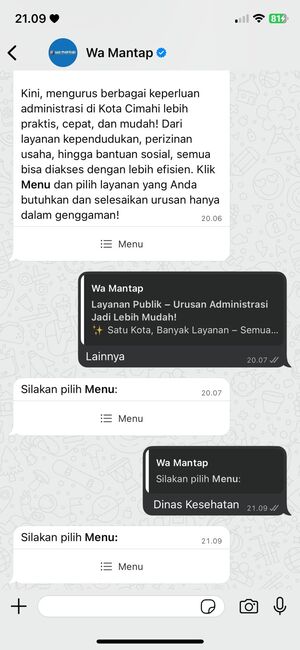 21.09
81
Wa Mantap
Kini, mengurus berbagai keperluan
administrasi di Kota Cimahi lebih
praktis, cepat, dan mudah! Dari
layanan kependudukan, perizinan
usaha, hingga bantuan sosial, semua
bisa diakses dengan lebih efisien. Klik
Menu dan pilih layanan yang Anda
butuhkan dan selesaikan urusan hanya
dalam genggaman!
20.06
Menu
Wa Mantap
Layanan Publik – Urusan Administrasi
Jadi Lebih Mudah!
✨ Satu Kota, Banyak Layanan – Semua...
Lainnya
20.07
Silakan pilih Menu:
20.07
Menu
Wa Mantap
Silakan pilih Menu:
Dinas Kesehatan
21.09
Silakan pilih Menu:
21.09
Menu